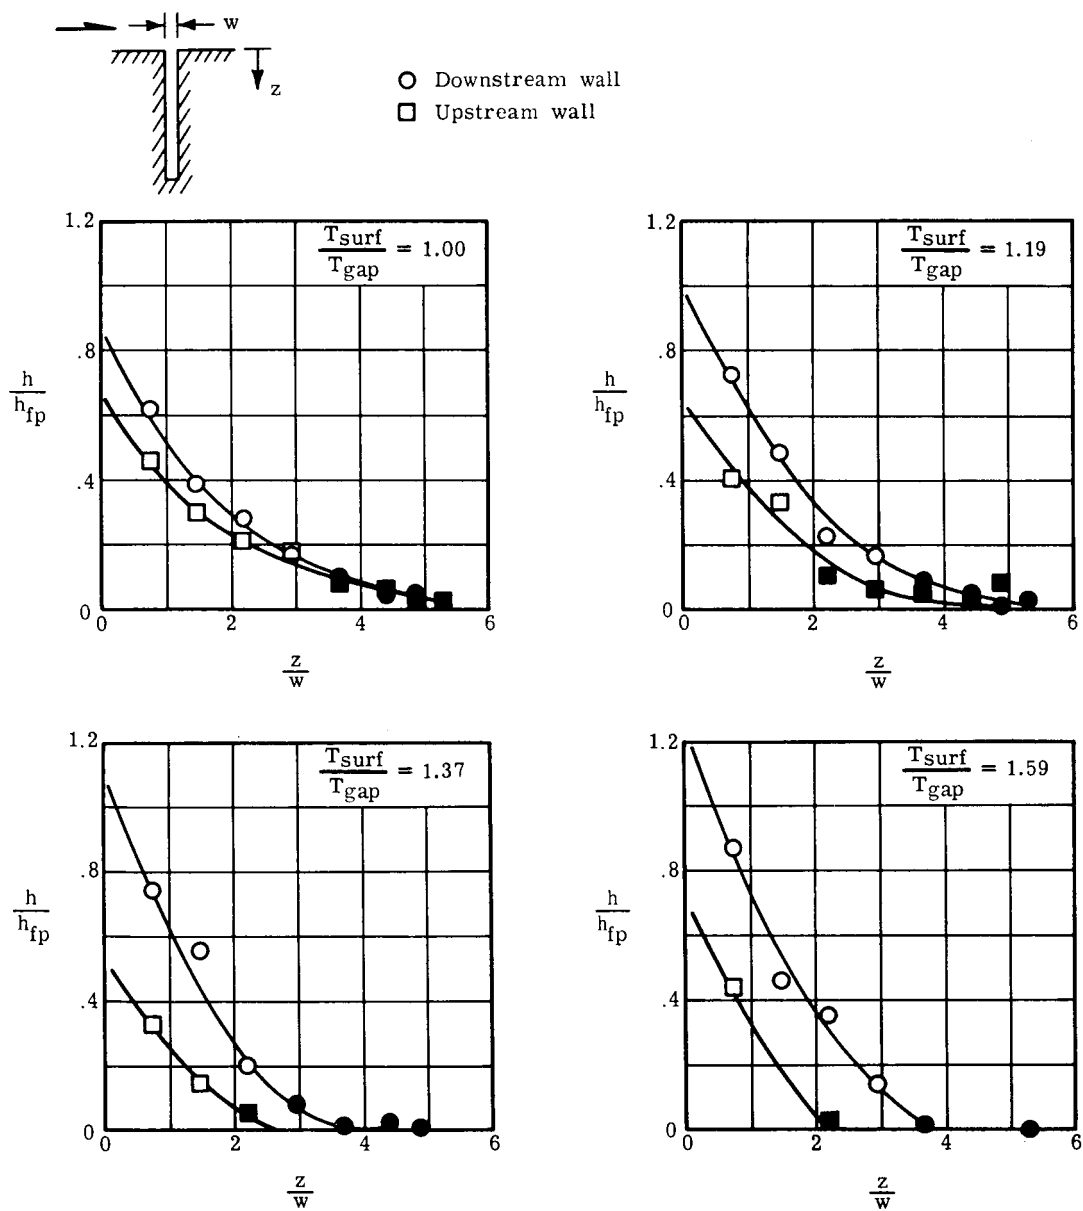 w
z
Downstream wall
Upstream wall
1.2
.8
.4
0
h
h_fp
T_surf
T_gap = 1.00
0 2 4 6
z
w
1.2
.8
.4
0
h
h_fp
T_surf
T_gap = 1.19
0 2 4 6
z
w
1.2
.8
.4
0
h
h_fp
T_surf
T_gap = 1.37
0 2 4 6
z
w
1.2
.8
.4
0
h
h_fp
T_surf
T_gap = 1.59
0 2 4 6
z
w